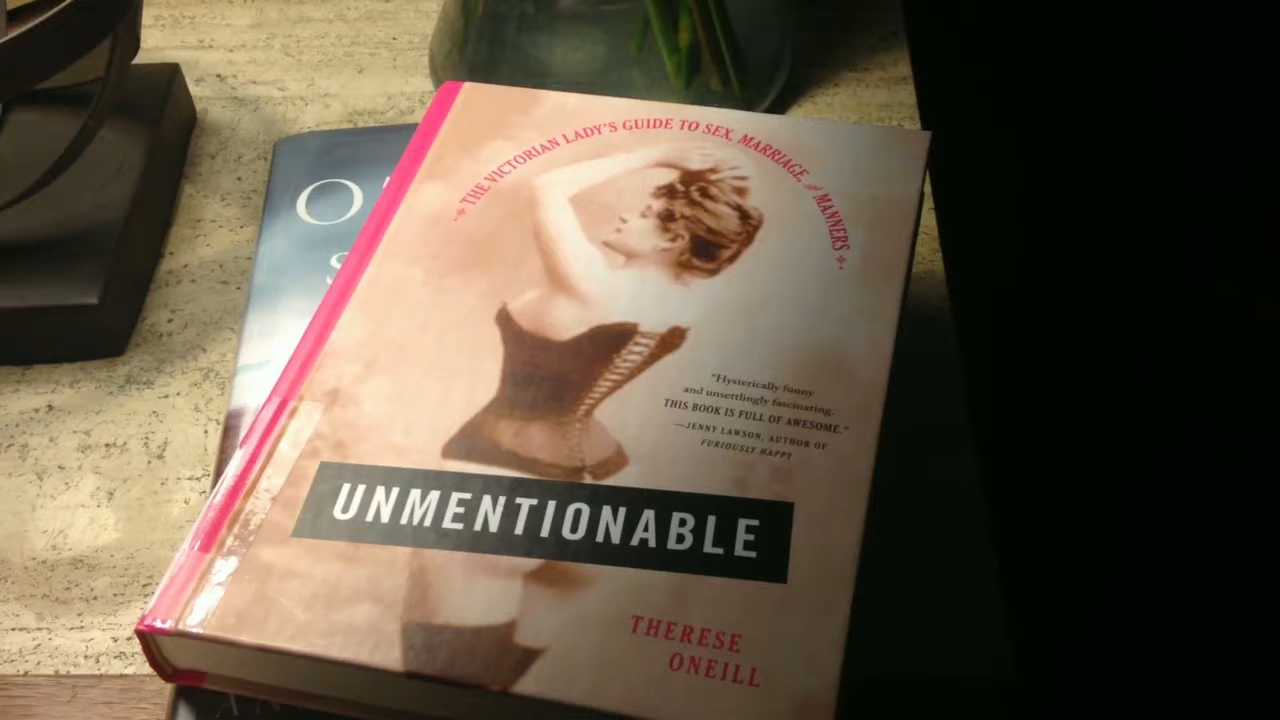 THE VICTORIAN LADY'S GUIDE TO SEX, MARRIAGE, and MANNERS
"Hysterically funny
and unsettlingly fascinating.
THIS BOOK IS FULL OF AWESOME."
—JENNY LAWSON, AUTHOR OF
FURIOUSLY HAPPY
UNMENTIONABLE
THERESE
ONEILL
O
S